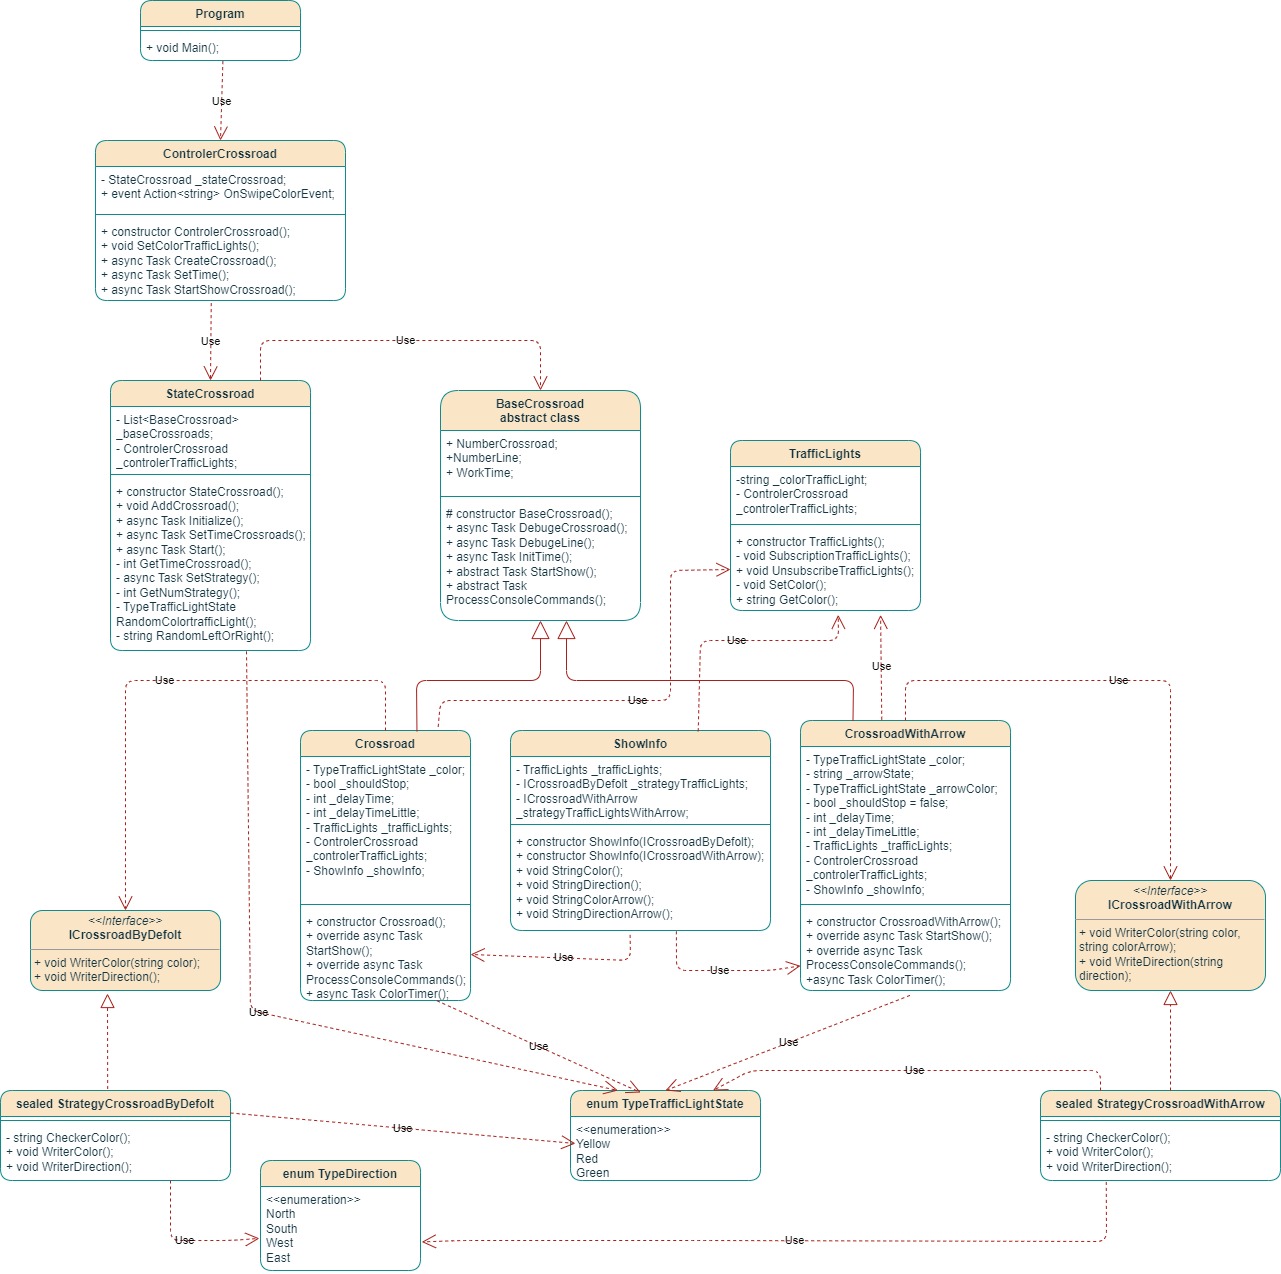 Program
+ void Main();
Use
ControlerCrossroad
- StateCrossroad _stateCrossroad;
+ event Action<string> OnSwipeColorEvent;
+ constructor ControlerCrossroad();
+ void SetColorTrafficLights();
+ async Task CreateCrossroad();
+ async Task SetTime();
+ async Task StartShowCrossroad();
Use
Use
StateCrossroad
- List<BaseCrossroad>
_baseCrossroads;
- ControlerCrossroad
_controlerTrafficLights;
+ constructor StateCrossroad();
+ void AddCrossroad();
+ async Task Initialize();
+ async Task SetTimeCrossroads();
+ async Task Start();
- int GetTimeCrossroad();
- async Task SetStrategy();
- int GetNumStrategy();
- TypeTrafficLightState
RandomColortrafficLight();
- string RandomLeftOrRight();
BaseCrossroad
abstract class
+ NumberCrossroad;
+NumberLine;
+ WorkTime;
# constructor BaseCrossroad();
+ async Task DebugeCrossroad();
+ async Task DebugeLine();
+ async Task InitTime();
+ abstract Task StartShow();
+ abstract Task
ProcessConsoleCommands();
TrafficLights
-string _colorTrafficLight;
- ControlerCrossroad
_controlerTrafficLights;
+ constructor TrafficLights();
- void SubscriptionTrafficLights();
+ void UnsubscribeTrafficLights();
- void SetColor();
+ string GetColor();
Use
Use
Use
Use
Use
Crossroad
- TypeTrafficLightState _color;
- bool _shouldStop;
- int _delayTime;
- int _delayTimeLittle;
- TrafficLights _trafficLights;
- ControlerCrossroad
_controlerTrafficLights;
- ShowInfo _showInfo;
+ constructor Crossroad();
+ override async Task
StartShow();
+ override async Task
ProcessConsoleCommands();
+ async Task ColorTimer();
ShowInfo
- TrafficLights _trafficLights;
- ICrossroadByDefolt _strategyTrafficLights;
- ICrossroadWithArrow
_strategyTrafficLightsWithArrow;
+ constructor ShowInfo(ICrossroadByDefolt);
+ constructor ShowInfo(ICrossroadWithArrow);
+ void StringColor();
+ void StringDirection();
+ void StringColorArrow();
+ void StringDirectionArrow();
CrossroadWithArrow
- TypeTrafficLightState _color;
- string _arrowState;
- TypeTrafficLightState _arrowColor;
- bool _shouldStop = false;
- int _delayTime;
- int _delayTimeLittle;
- TrafficLights _trafficLights;
- ControlerCrossroad
_controlerTrafficLights;
- ShowInfo _showInfo;
+ constructor CrossroadWithArrow();
+ override async Task StartShow();
+ override async Task
ProcessConsoleCommands();
+async Task ColorTimer();
<<Interface>>
ICrossroadByDefolt
+ void WriterColor(string color);
+ void WriterDirection();
<<Interface>>
ICrossroadWithArrow
+ void WriterColor(string color,
string colorArrow);
+ void WriteDirection(string
direction);
Use
Use
Use
Use
Use
Use
sealed StrategyCrossroadByDefolt
- string CheckerColor();
+ void WriterColor();
+ void WriterDirection();
Use
enum TypeTrafficLightState
<<enumeration>>
Yellow
Red
Green
sealed StrategyCrossroadWithArrow
- string CheckerColor();
+ void WriterColor();
+ void WriterDirection();
enum TypeDirection
<<enumeration>>
North
South
West
East
Use
Use